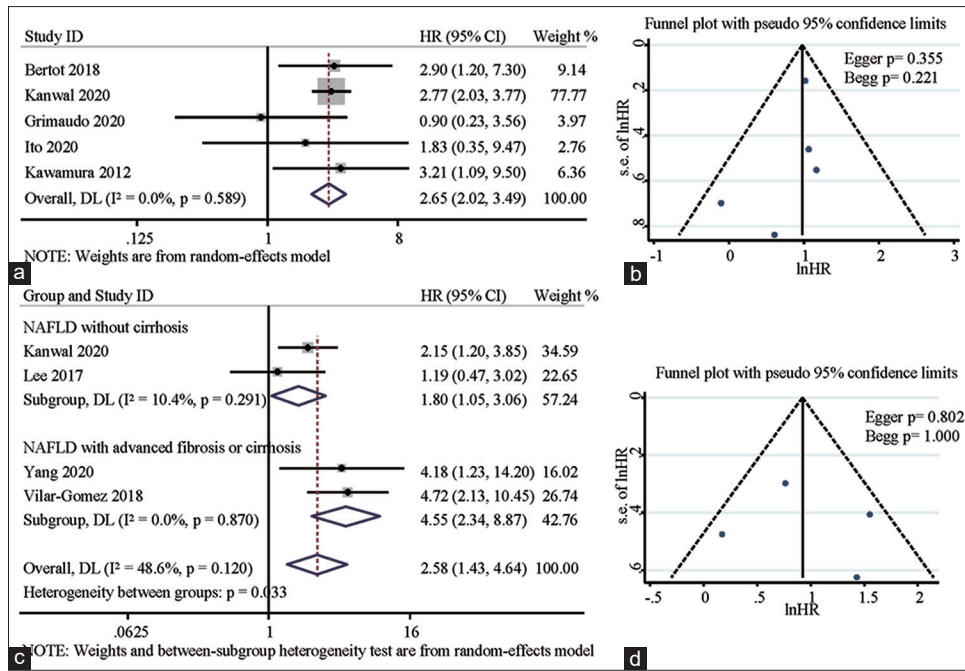 Study ID HR (95% CI) Weight %
Bertot 2018 2.90 (1.20, 7.30) 9.14
Kanwal 2020 2.77 (2.03, 3.77) 77.77
Grimaudo 2020 0.90 (0.23, 3.56) 3.97
Ito 2020 1.83 (0.35, 9.47) 2.76
Kawamura 2012 3.21 (1.09, 9.50) 6.36
Overall, DL (I² = 0.0%, p = 0.589) 2.65 (2.02, 3.49) 100.00
.125 1 8
NOTE: Weights are from random-effects model
a
Funnel plot with pseudo 95% confidence limits
Egger p= 0.355
Begg p= 0.221
s.e. of lnHR
0
.2
.4
.6
.8
-1 0 1 2 3
lnHR
b
Group and Study ID HR (95% CI) Weight %
NAFLD without cirrhosis
Kanwal 2020 2.15 (1.20, 3.85) 34.59
Lee 2017 1.19 (0.47, 3.02) 22.65
Subgroup, DL (I² = 10.4%, p = 0.291) 1.80 (1.05, 3.06) 57.24
NAFLD with advanced fibrosis or cirrhosis
Yang 2020 4.18 (1.23, 14.20) 16.02
Vilar-Gomez 2018 4.72 (2.13, 10.45) 26.74
Subgroup, DL (I² = 0.0%, p = 0.870) 4.55 (2.34, 8.87) 42.76
Overall, DL (I² = 48.6%, p = 0.120) 2.58 (1.43, 4.64) 100.00
Heterogeneity between groups: p = 0.033
.0625 1 16
NOTE: Weights and between-subgroup heterogeneity test are from random-effects model
c
Funnel plot with pseudo 95% confidence limits
Egger p= 0.802
Begg p= 1.000
s.e. of lnHR
0
.2
.4
.6
-.5 0 .5 1 1.5 2
lnHR
d